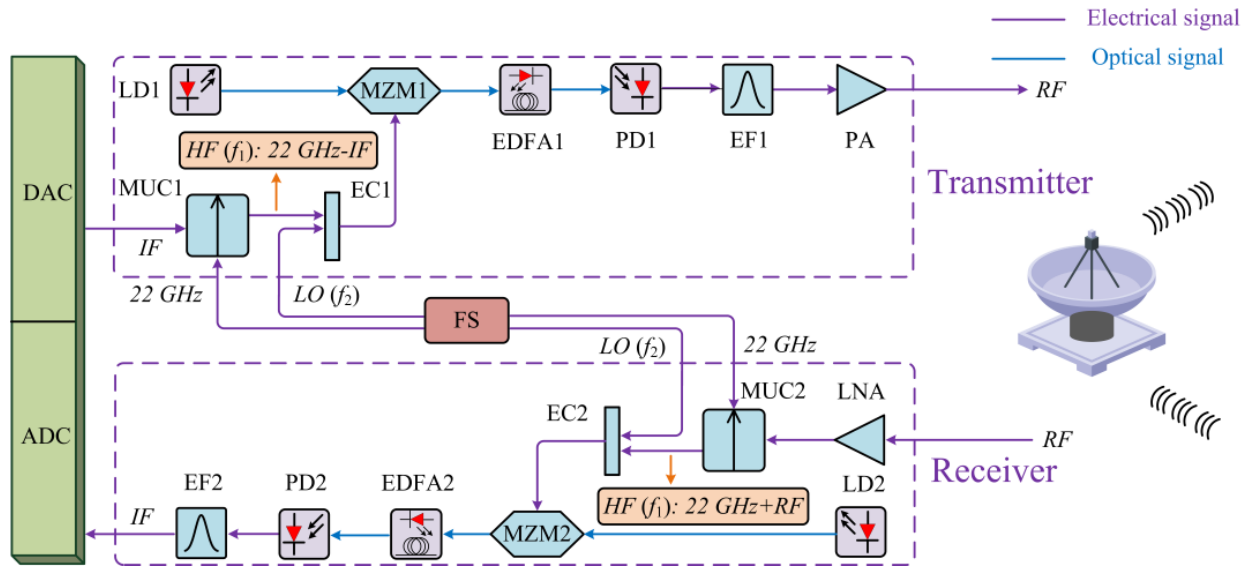 Electrical signal
Optical signal
LD1
MZM1
EDFA1
PD1
EF1
PA
RF
HF (f₁): 22 GHz-IF
MUC1
EC1
Transmitter
DAC
IF
22 GHz
LO (f₂)
FS
LO (f₂)
22 GHz
ADC
EC2
MUC2
LNA
RF
Receiver
EF2
PD2
EDFA2
HF (f₁): 22 GHz+RF
LD2
IF
MZM2